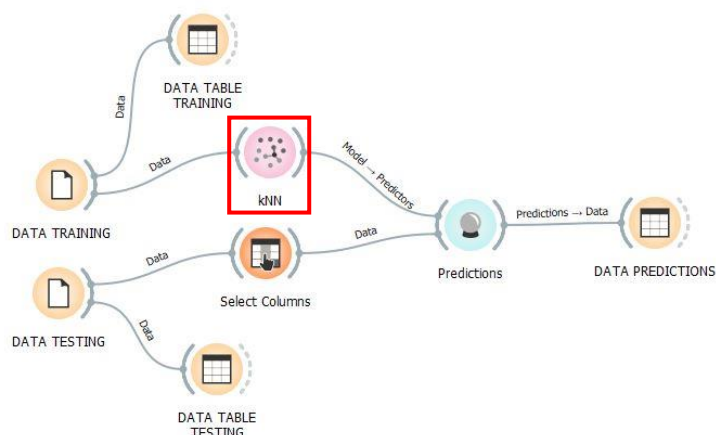 DATA TABLE
TRAINING
Data
Data
kNN
Model → Predictors
DATA TRAINING
Data
Data
Predictions → Data
Select Columns
Predictions
DATA PREDICTIONS
DATA TESTING
Data
DATA TABLE
TESTING